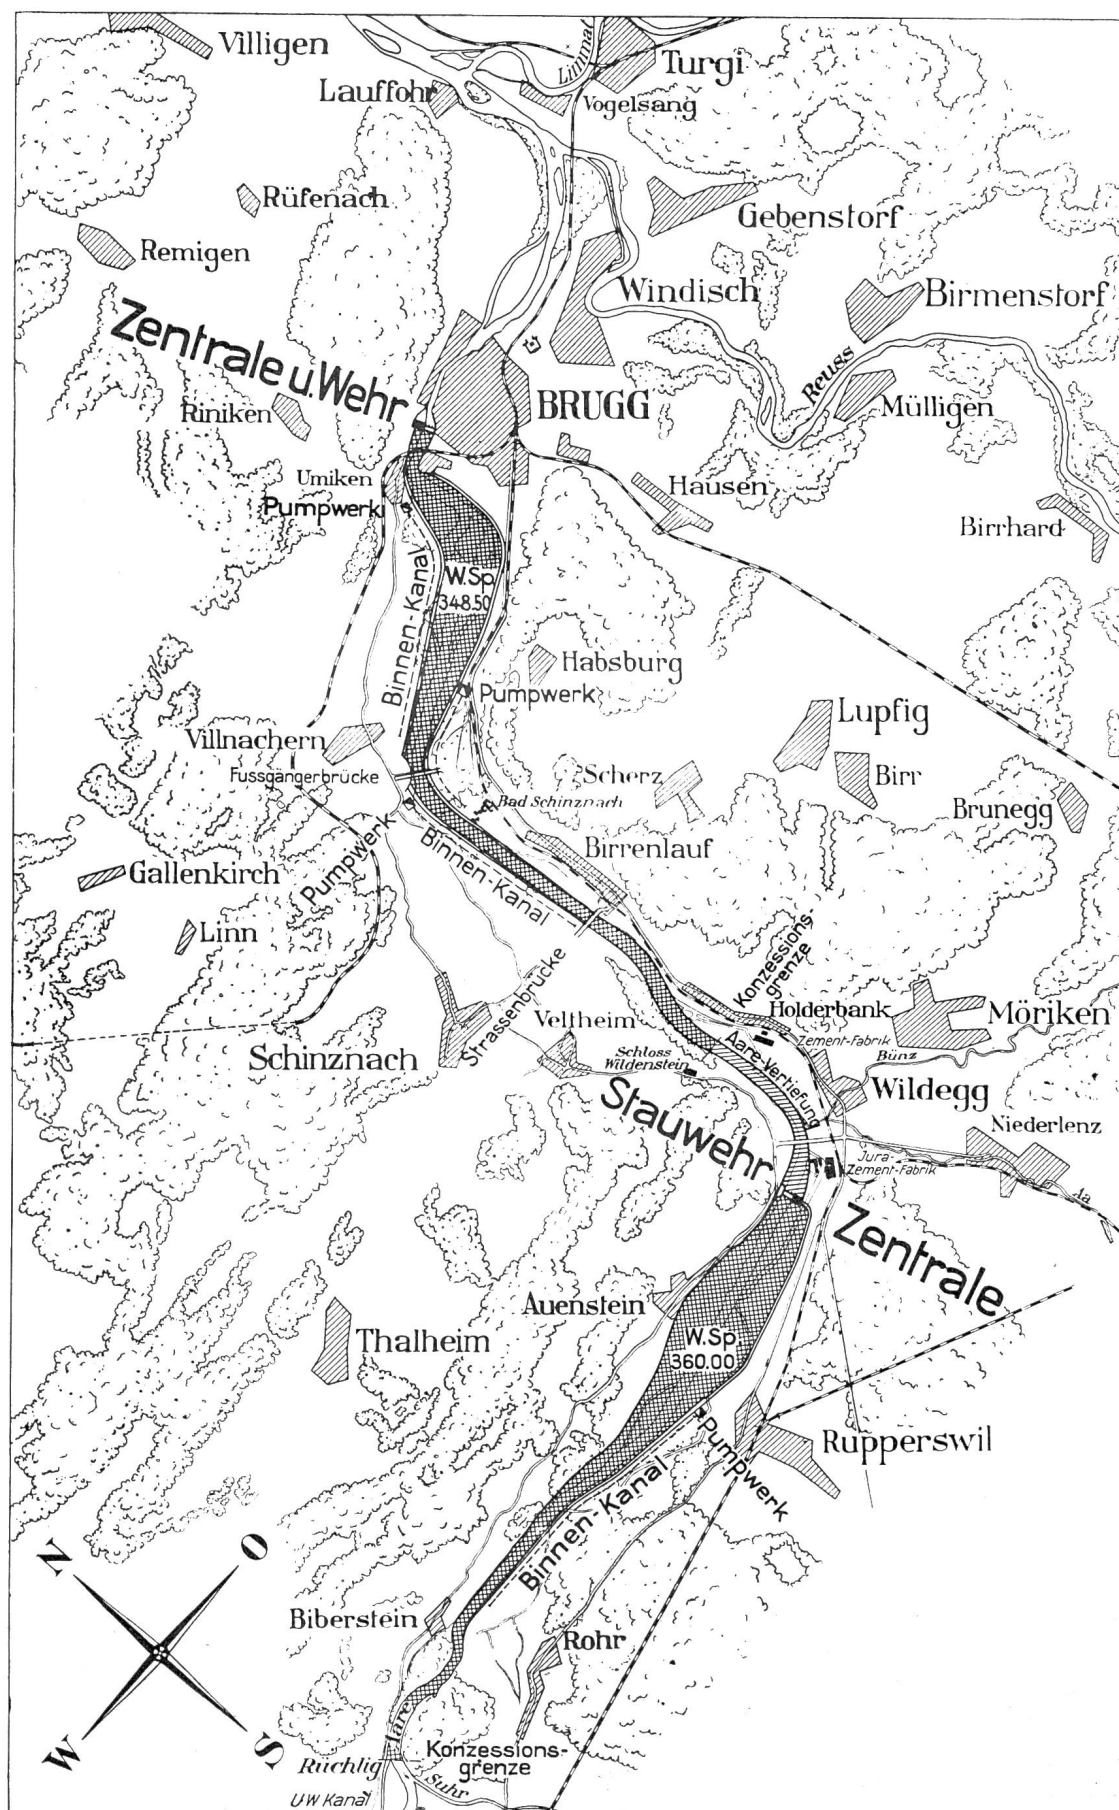 Villigen
Turgi
Limmat
Lauffohr
Vogelsang
Rüfenach
Gebenstorf
Remigen
Windisch
Birmenstorf
Zentrale u. Wehr
Reuss
Riniken
BRUGG
Mülligen
Umiken
Hausen
Pumpwerk
Birrhard
W.Sp.
348.50
Binnen-Kanal
Habsburg
Pumpwerk
Lupfig
Villnachern
Fussgängerbrücke
Scherz
Birr
Bad Schinznach
Brunegg
Pumpwerk
Binnen-Kanal
Birrenlauf
Gallenkirch
Linn
Konzessions-
grenze
Strassenbrücke
Veltheim
Holderbank
Möriken
Zement-Fabrik
Schinznach
Schloss
Wildenstein
Aare-Vertiefung
Bünz
Wildegg
Stauwehr
Niederlenz
Jura-
Zement-Fabrik
Aa
Zentrale
Auenstein
W.Sp.
360.00
Thalheim
Rupperswil
Pumpwerk
Binnen-Kanal
N
O
W
S
Biberstein
Rohr
Aare
Konzessions-
grenze
Rüchlig
Suhr
U W Kanal